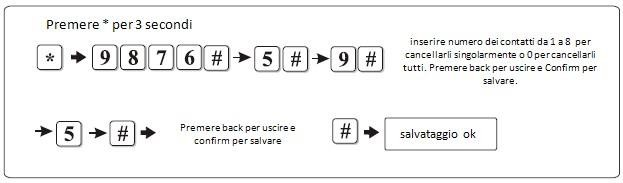 Premere * per 3 secondi
* 9 8 7 6 # 5 # 9 #
inserire numero dei contatti da 1 a 8 per
cancellarli singolarmente o 0 per cancellarli
tutti. Premere back per uscire e Confirm per
salvare.
5 #
Premere back per uscire e
confirm per salvare
#
salvataggio ok